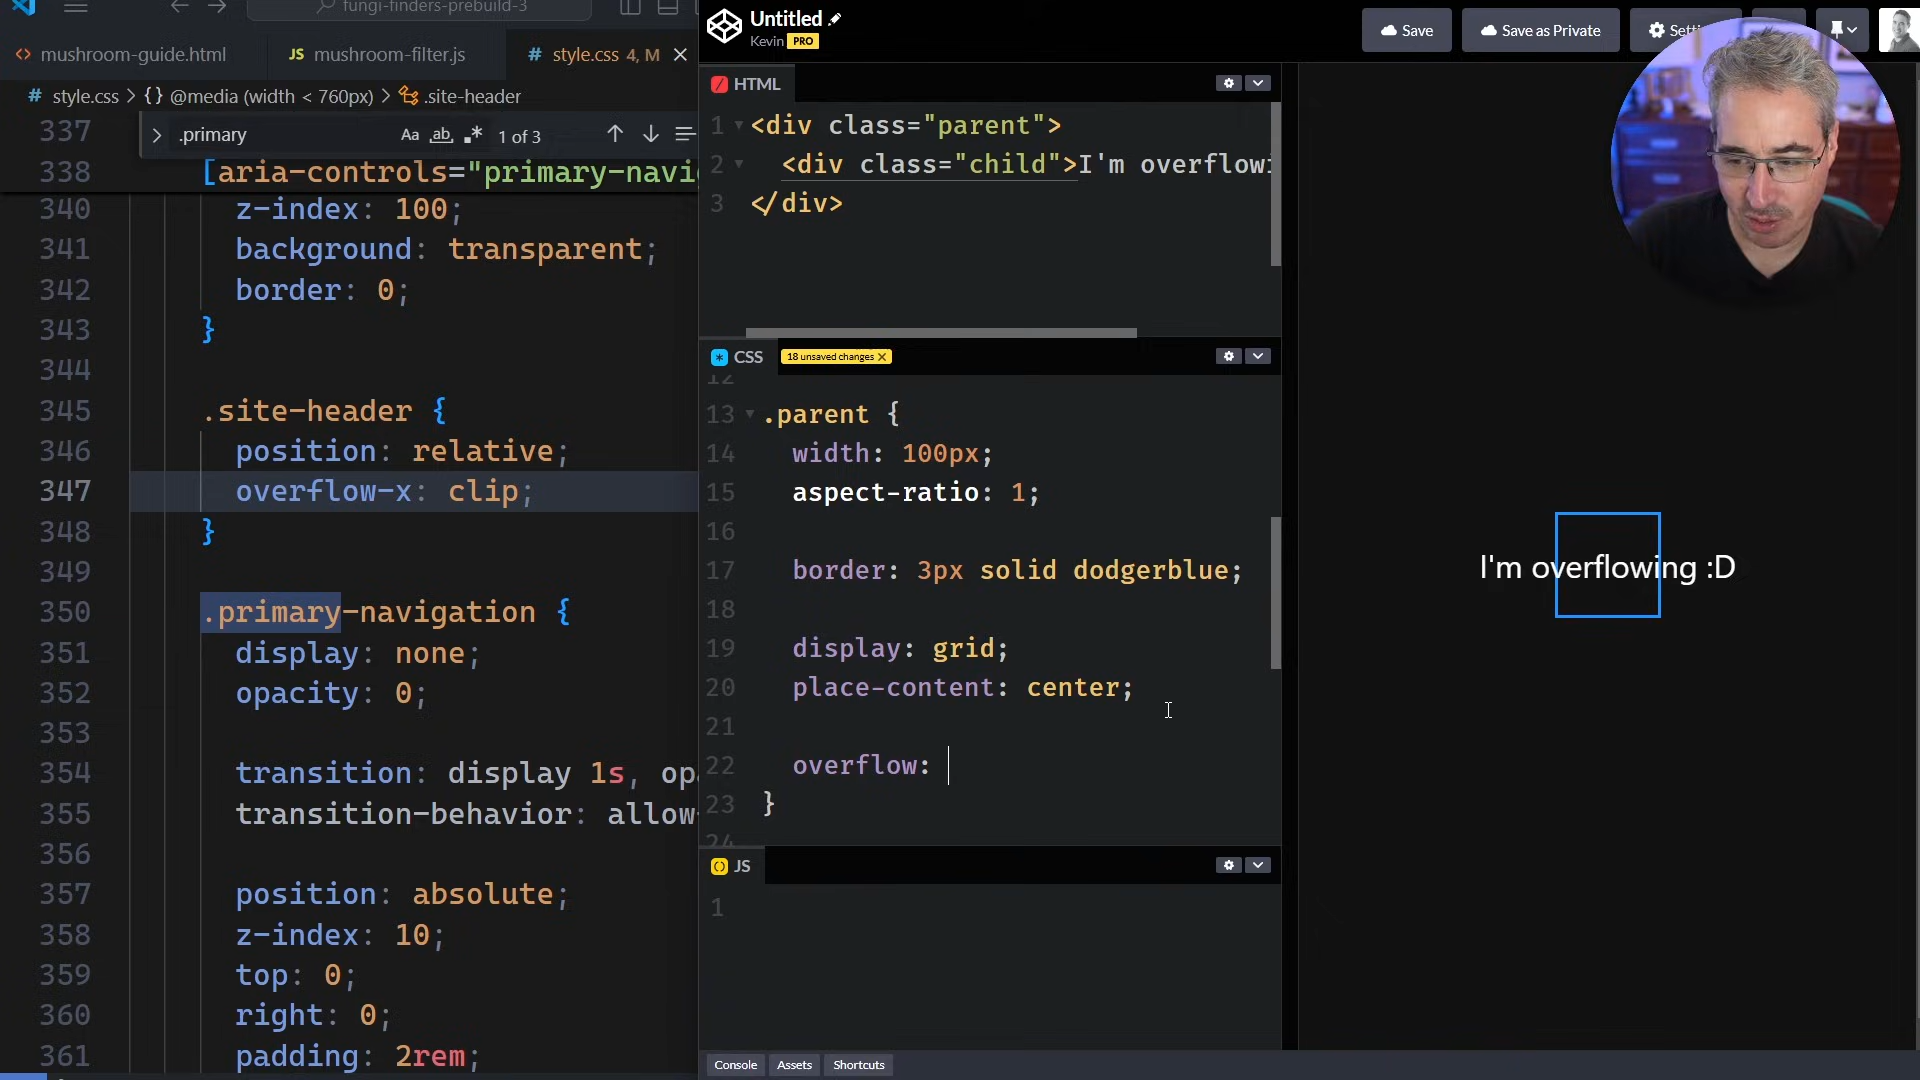 fungi-finders-prebuild-3
mushroom-guide.html
JS mushroom-filter.js
# style.css 4, M
# style.css > {} @media (width < 760px) > .site-header
.primary
Aa ab 1 of 3
337
338 [aria-controls="primary-navi
340 z-index: 100;
341 background: transparent;
342 border: 0;
343 }
344
345 .site-header {
346 position: relative;
347 overflow-x: clip;
348 }
349
350 .primary-navigation {
351 display: none;
352 opacity: 0;
353
354 transition: display 1s, opa
355 transition-behavior: allow-
356
357 position: absolute;
358 z-index: 10;
359 top: 0;
360 right: 0;
361 padding: 2rem;
Untitled
Kevin PRO
Save
Save as Private
HTML
1 <div class="parent">
2 <div class="child">I'm overflowi
3 </div>
CSS
18 unsaved changes X
12
13 .parent {
14 width: 100px;
15 aspect-ratio: 1;
16
17 border: 3px solid dodgerblue;
18
19 display: grid;
20 place-content: center;
21
22 overflow:
23 }
24
JS
1
Console
Assets
Shortcuts
I'm overflowing :D